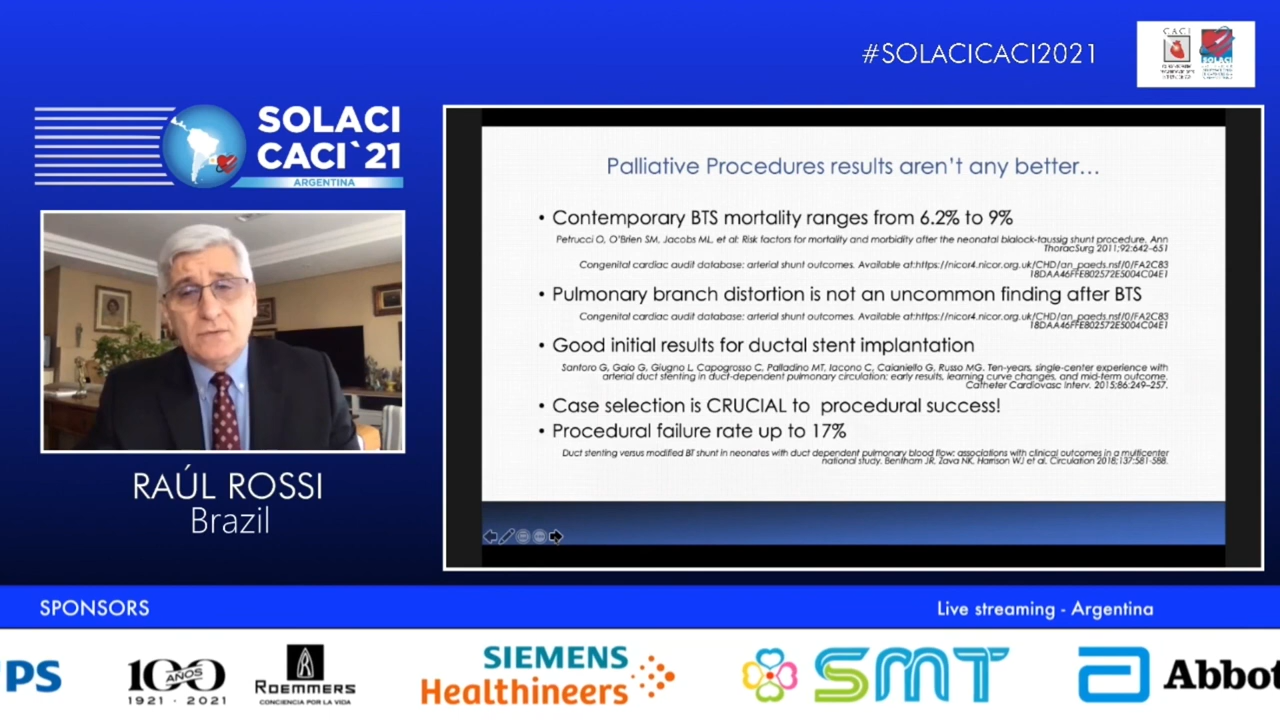 #SOLACICACI2021
CACI
SOLACI
SOLACI
CACI`21
ARGENTINA
RAÚL ROSSI
Brazil
Palliative Procedures results aren't any better...
• Contemporary BTS mortality ranges from 6.2% to 9%
Petrucci O, O'Brien SM, Jacobs ML, et al: Risk factors for mortality and morbidity after the neonatal blalock-taussig shunt procedure. Ann
ThoracSurg 2011;92:642-651
Congenital cardiac audit database: arterial shunt outcomes. Available at:https://nicor4.nicor.org.uk/CHD/an_paeds.nsf/0/FA2C83
18DAA46FFE802572E5004C04E1
• Pulmonary branch distortion is not an uncommon finding after BTS
Congenital cardiac audit database: arterial shunt outcomes. Available at:https://nicor4.nicor.org.uk/CHD/an_paeds.nsf/0/FA2C83
18DAA46FFE802572E5004C04E1
• Good initial results for ductal stent implantation
Santoro G, Gaio G, Giugno L, Capogrosso C, Palladino MT, Iacono C, Caianiello G, Russo MG. Ten-years, single-center experience with
arterial duct stenting in duct-dependent pulmonary circulation: early results, learning curve changes, and mid-term outcome.
Catheter Cardiovasc Interv. 2015;86:249-257.
• Case selection is CRUCIAL to procedural success!
• Procedural failure rate up to 17%
Duct stenting versus modified BT shunt in neonates with duct dependent pulmonary blood flow: associations with clinical outcomes in a multicenter
national study. Bentham JR, Zava NK, Harrison WJ et al. Circulation 2018;137:581-588.
SPONSORS
Live streaming - Argentina
PS
100
AÑOS
1921 · 2021
R
ROEMMERS
CONCIENCIA POR LA VIDA
SIEMENS
Healthineers
SMT
Abbot